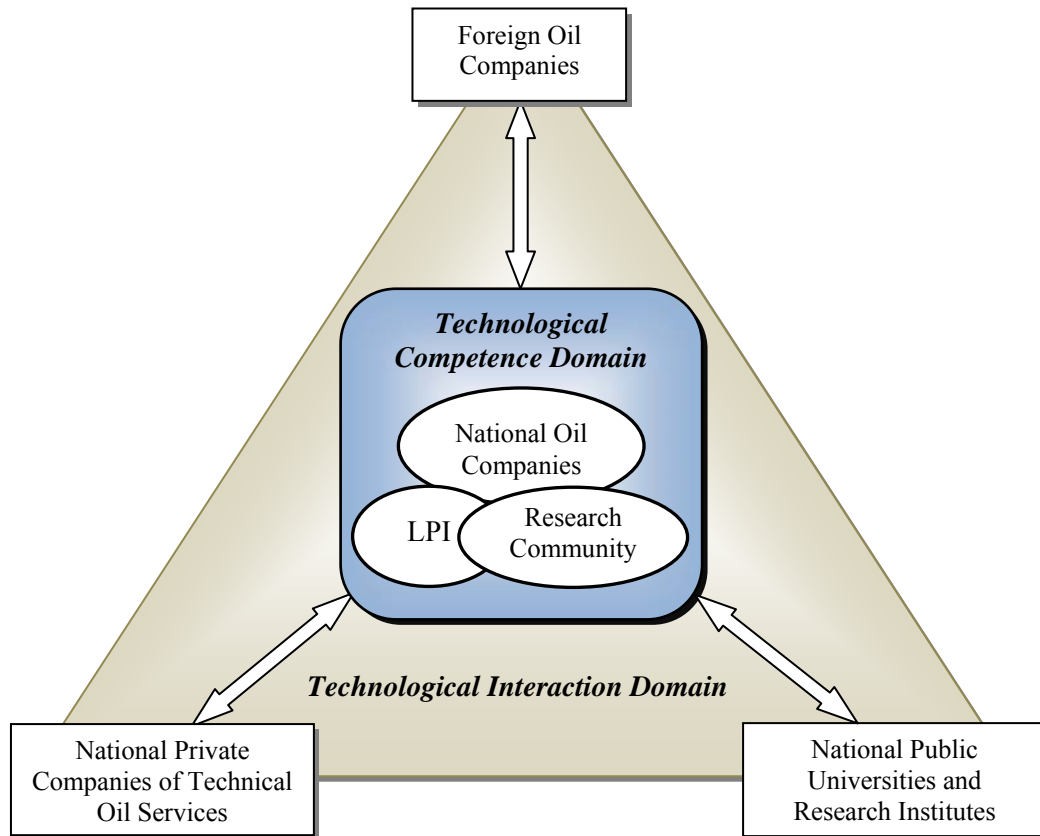 Foreign Oil
Companies
Technological
Competence Domain
National Oil
Companies
LPI
Research
Community
Technological Interaction Domain
National Private
Companies of Technical
Oil Services
National Public
Universities and
Research Institutes